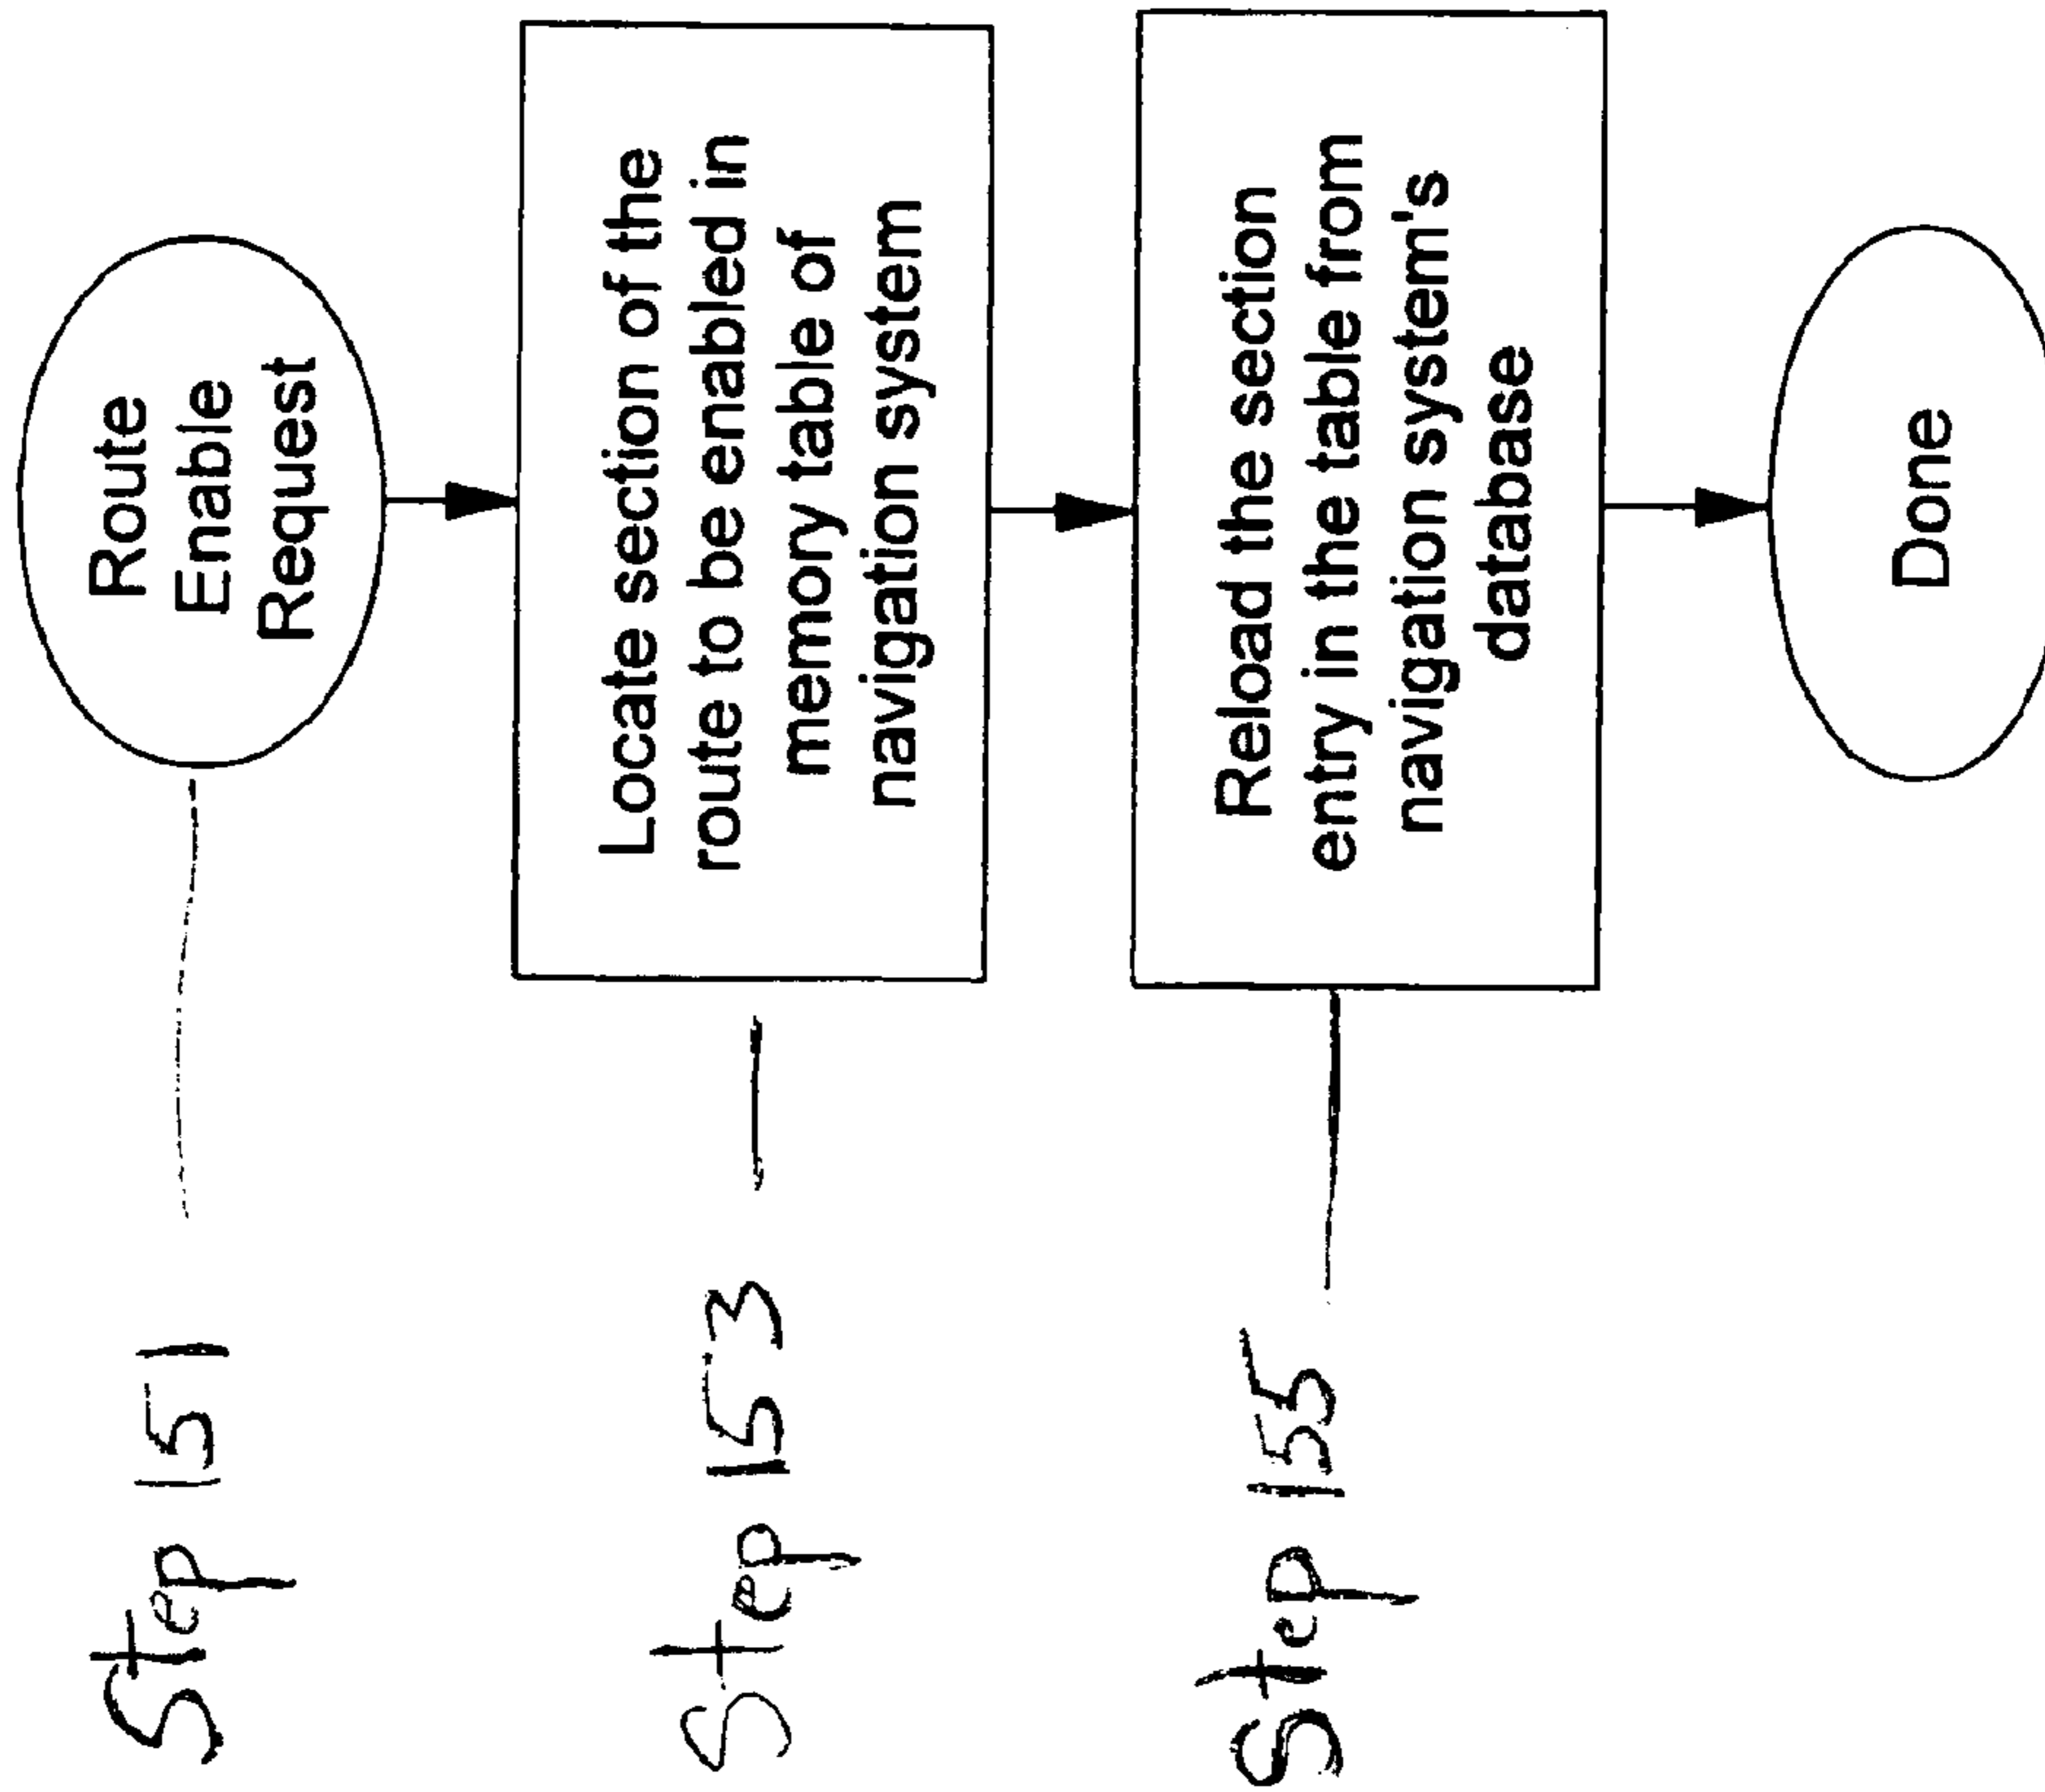 Step 151
Route
Enable
Request
Step 153
Locate section of the
route to be enabled in
memory table of
navigation system
Step 155
Reload the section
entry in the table from
navigation system's
database
Done